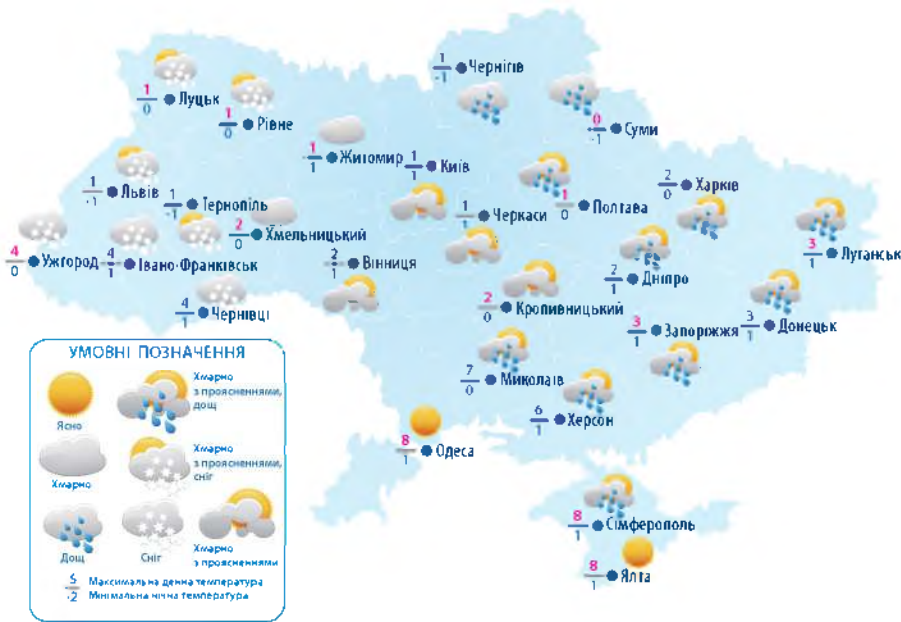 1
-1
Чернігів
1
0
Луцьк
1
0
Рівне
0
-1
Суми
-1
1
Житомир
1
1
Київ
1
-1
Львів
1
-1
Тернопіль
2
0
Хмельницький
1
1
Черкаси
1
0
Полтава
2
0
Харків
4
0
Ужгород
4
1
Івано-Франківськ
2
1
Вінниця
2
1
Дніпро
3
1
Луганськ
4
1
Чернівці
2
0
Кропивницький
3
1
Запоріжжя
3
1
Донецьк
7
0
Миколаїв
6
1
Херсон
8
1
Одеса
8
1
Сімферополь
8
1
Ялта
УМОВНІ ПОЗНАЧЕННЯ
Ясно
Хмарно
з проясненнями,
дощ
Хмарно
Хмарно
з проясненнями,
сніг
Дощ
Сніг
Хмарно
з проясненнями
5
-2
Максимальна денна температура
Мінімальна нічна температура